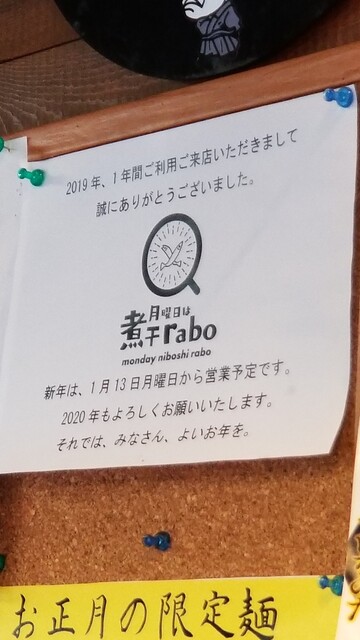 2019年、1年間ご利用ご来店いただきまして
誠にありがとうございました。
月曜日は
煮干rabo
monday niboshi rabo
新年は、1月13日月曜日から営業予定です。
2020年もよろしくお願いいたします。
それでは、みなさん、よいお年を。
お正月の限定麺